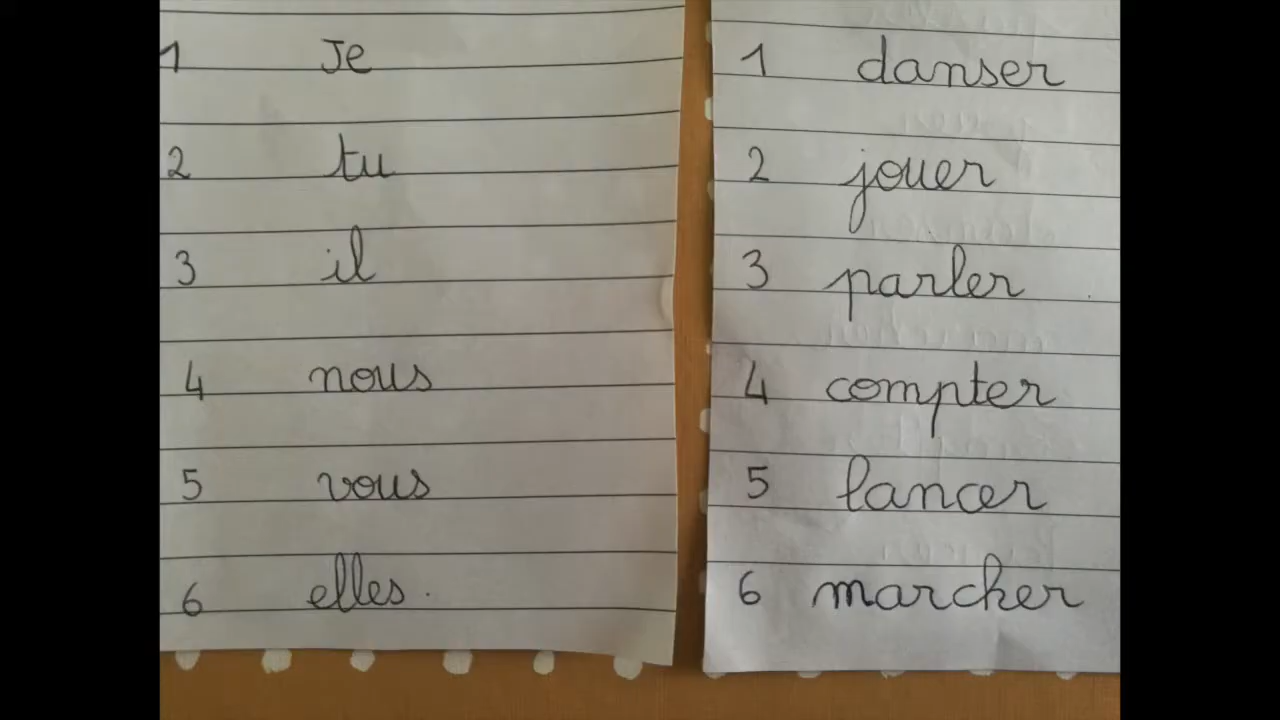 1 Je
2 tu
3 il
4 nous
5 vous
6 elles.
1 danser
2 jouer
3 parler
4 compter
5 lancer
6 marcher